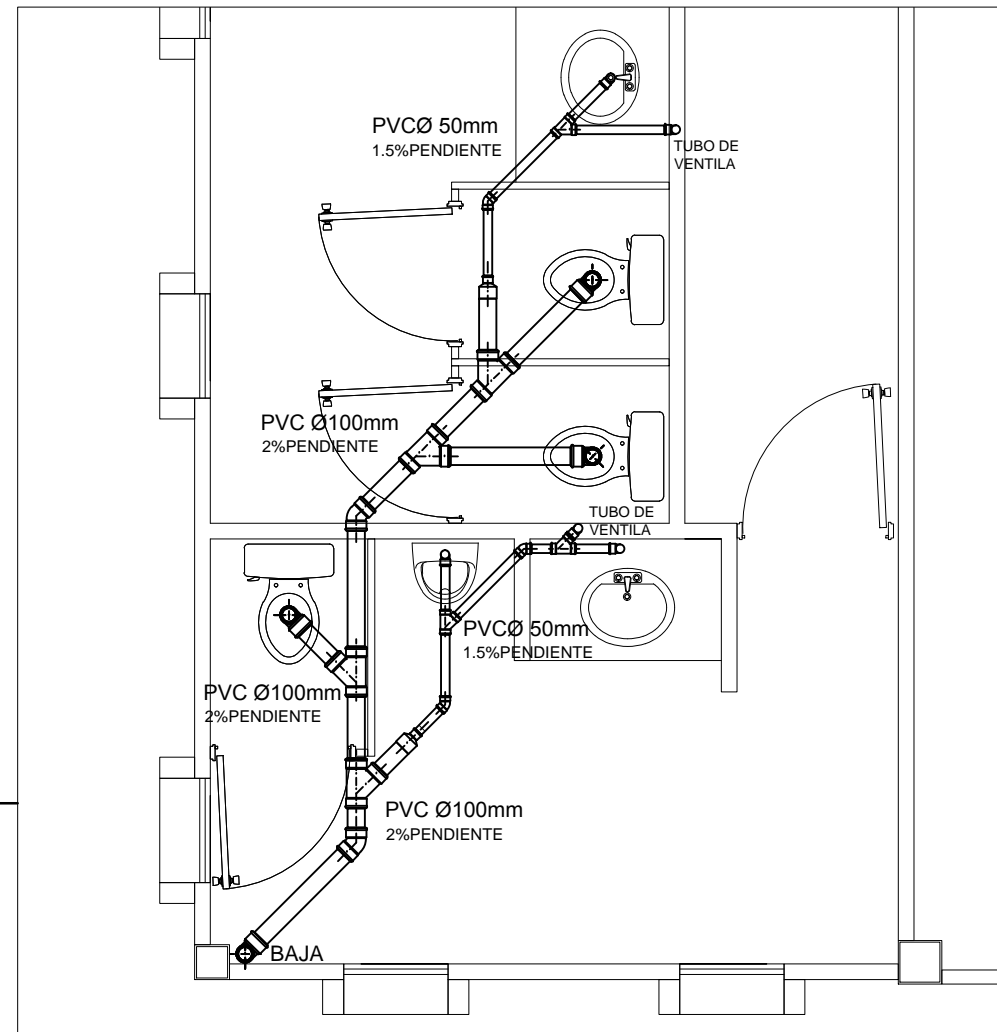 PVCØ 50mm
1.5%PENDIENTE
TUBO DE
VENTILA
PVC Ø100mm
2%PENDIENTE
TUBO DE
VENTILA
PVCØ 50mm
1.5%PENDIENTE
PVC Ø100mm
2%PENDIENTE
PVC Ø100mm
2%PENDIENTE
BAJA